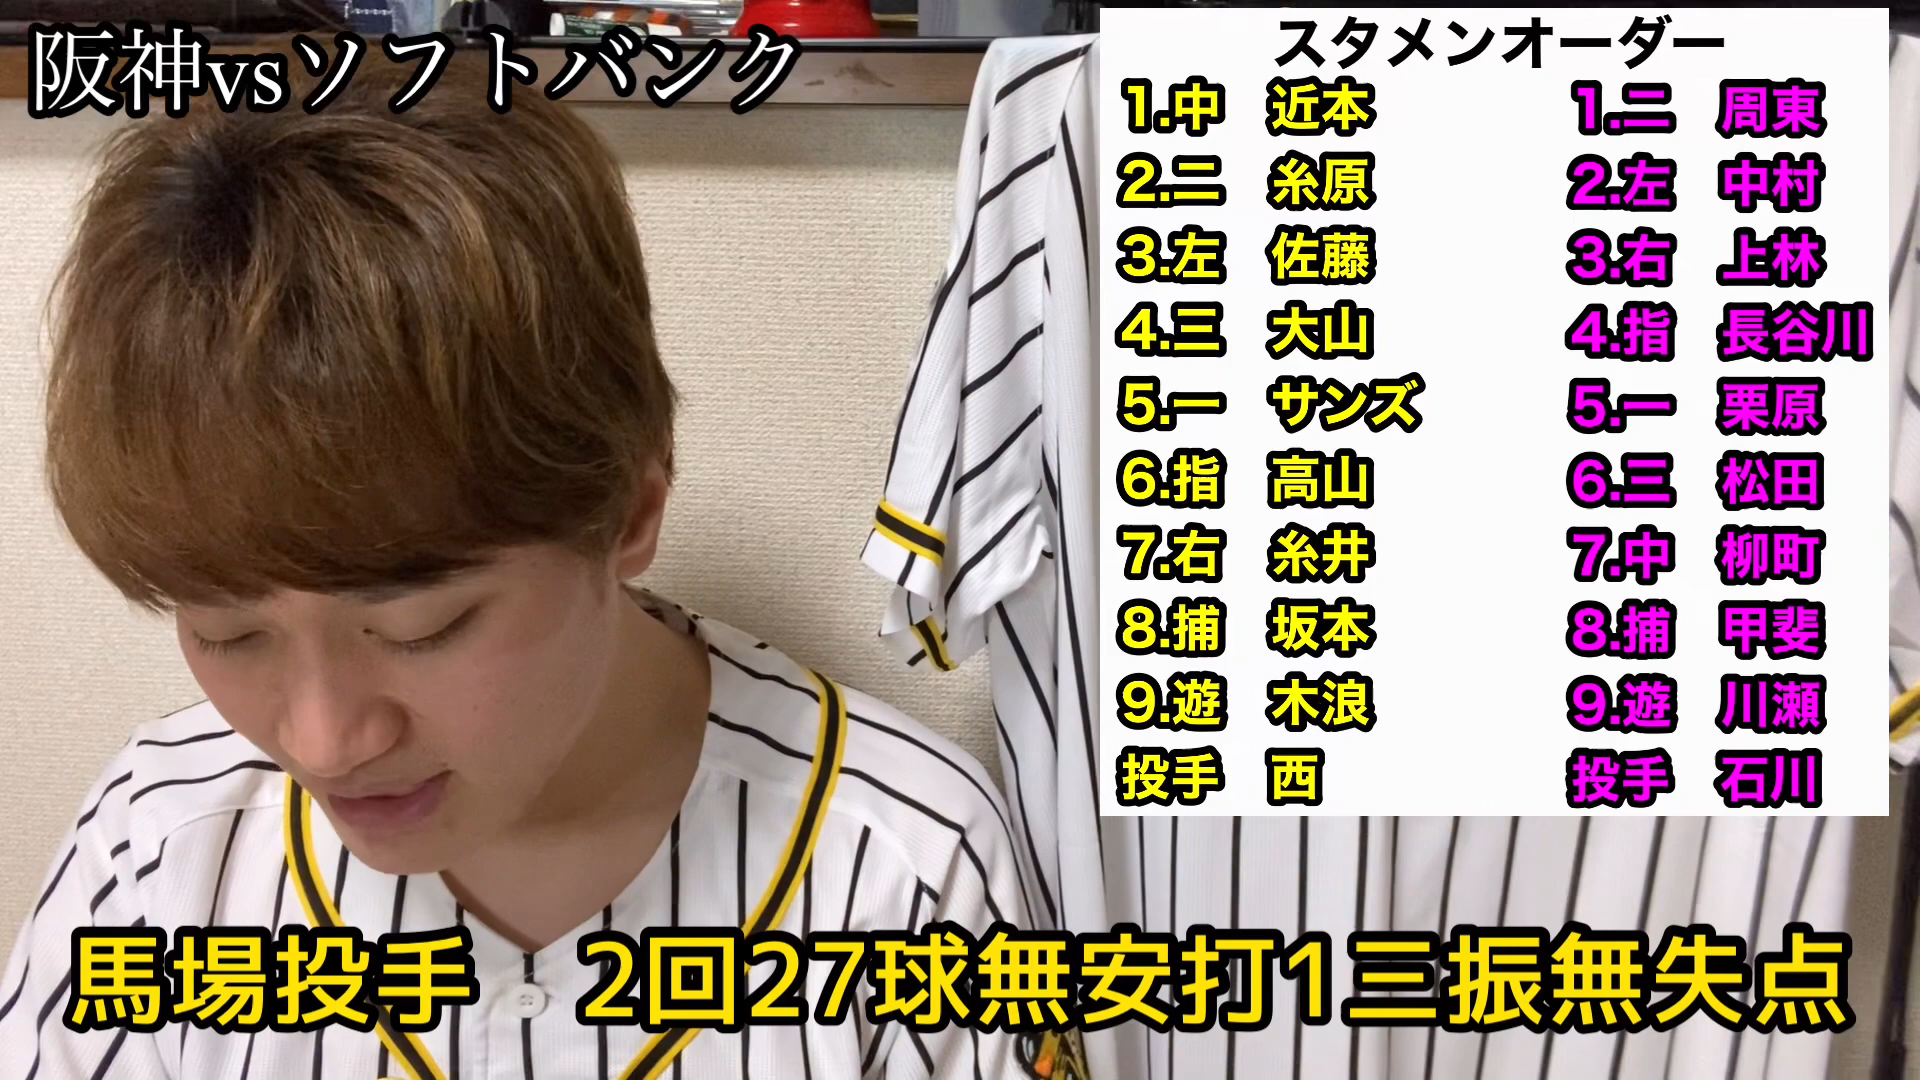 阪神vsソフトバンク
スタメンオーダー
1.中 近本 1.二 周東
2.二 糸原 2.左 中村
3.左 佐藤 3.右 上林
4.三 大山 4.指 長谷川
5.一 サンズ 5.一 栗原
6.指 高山 6.三 松田
7.右 糸井 7.中 柳町
8.捕 坂本 8.捕 甲斐
9.遊 木浪 9.遊 川瀬
投手 西 投手 石川
馬場投手 2回27球無安打1三振無失点